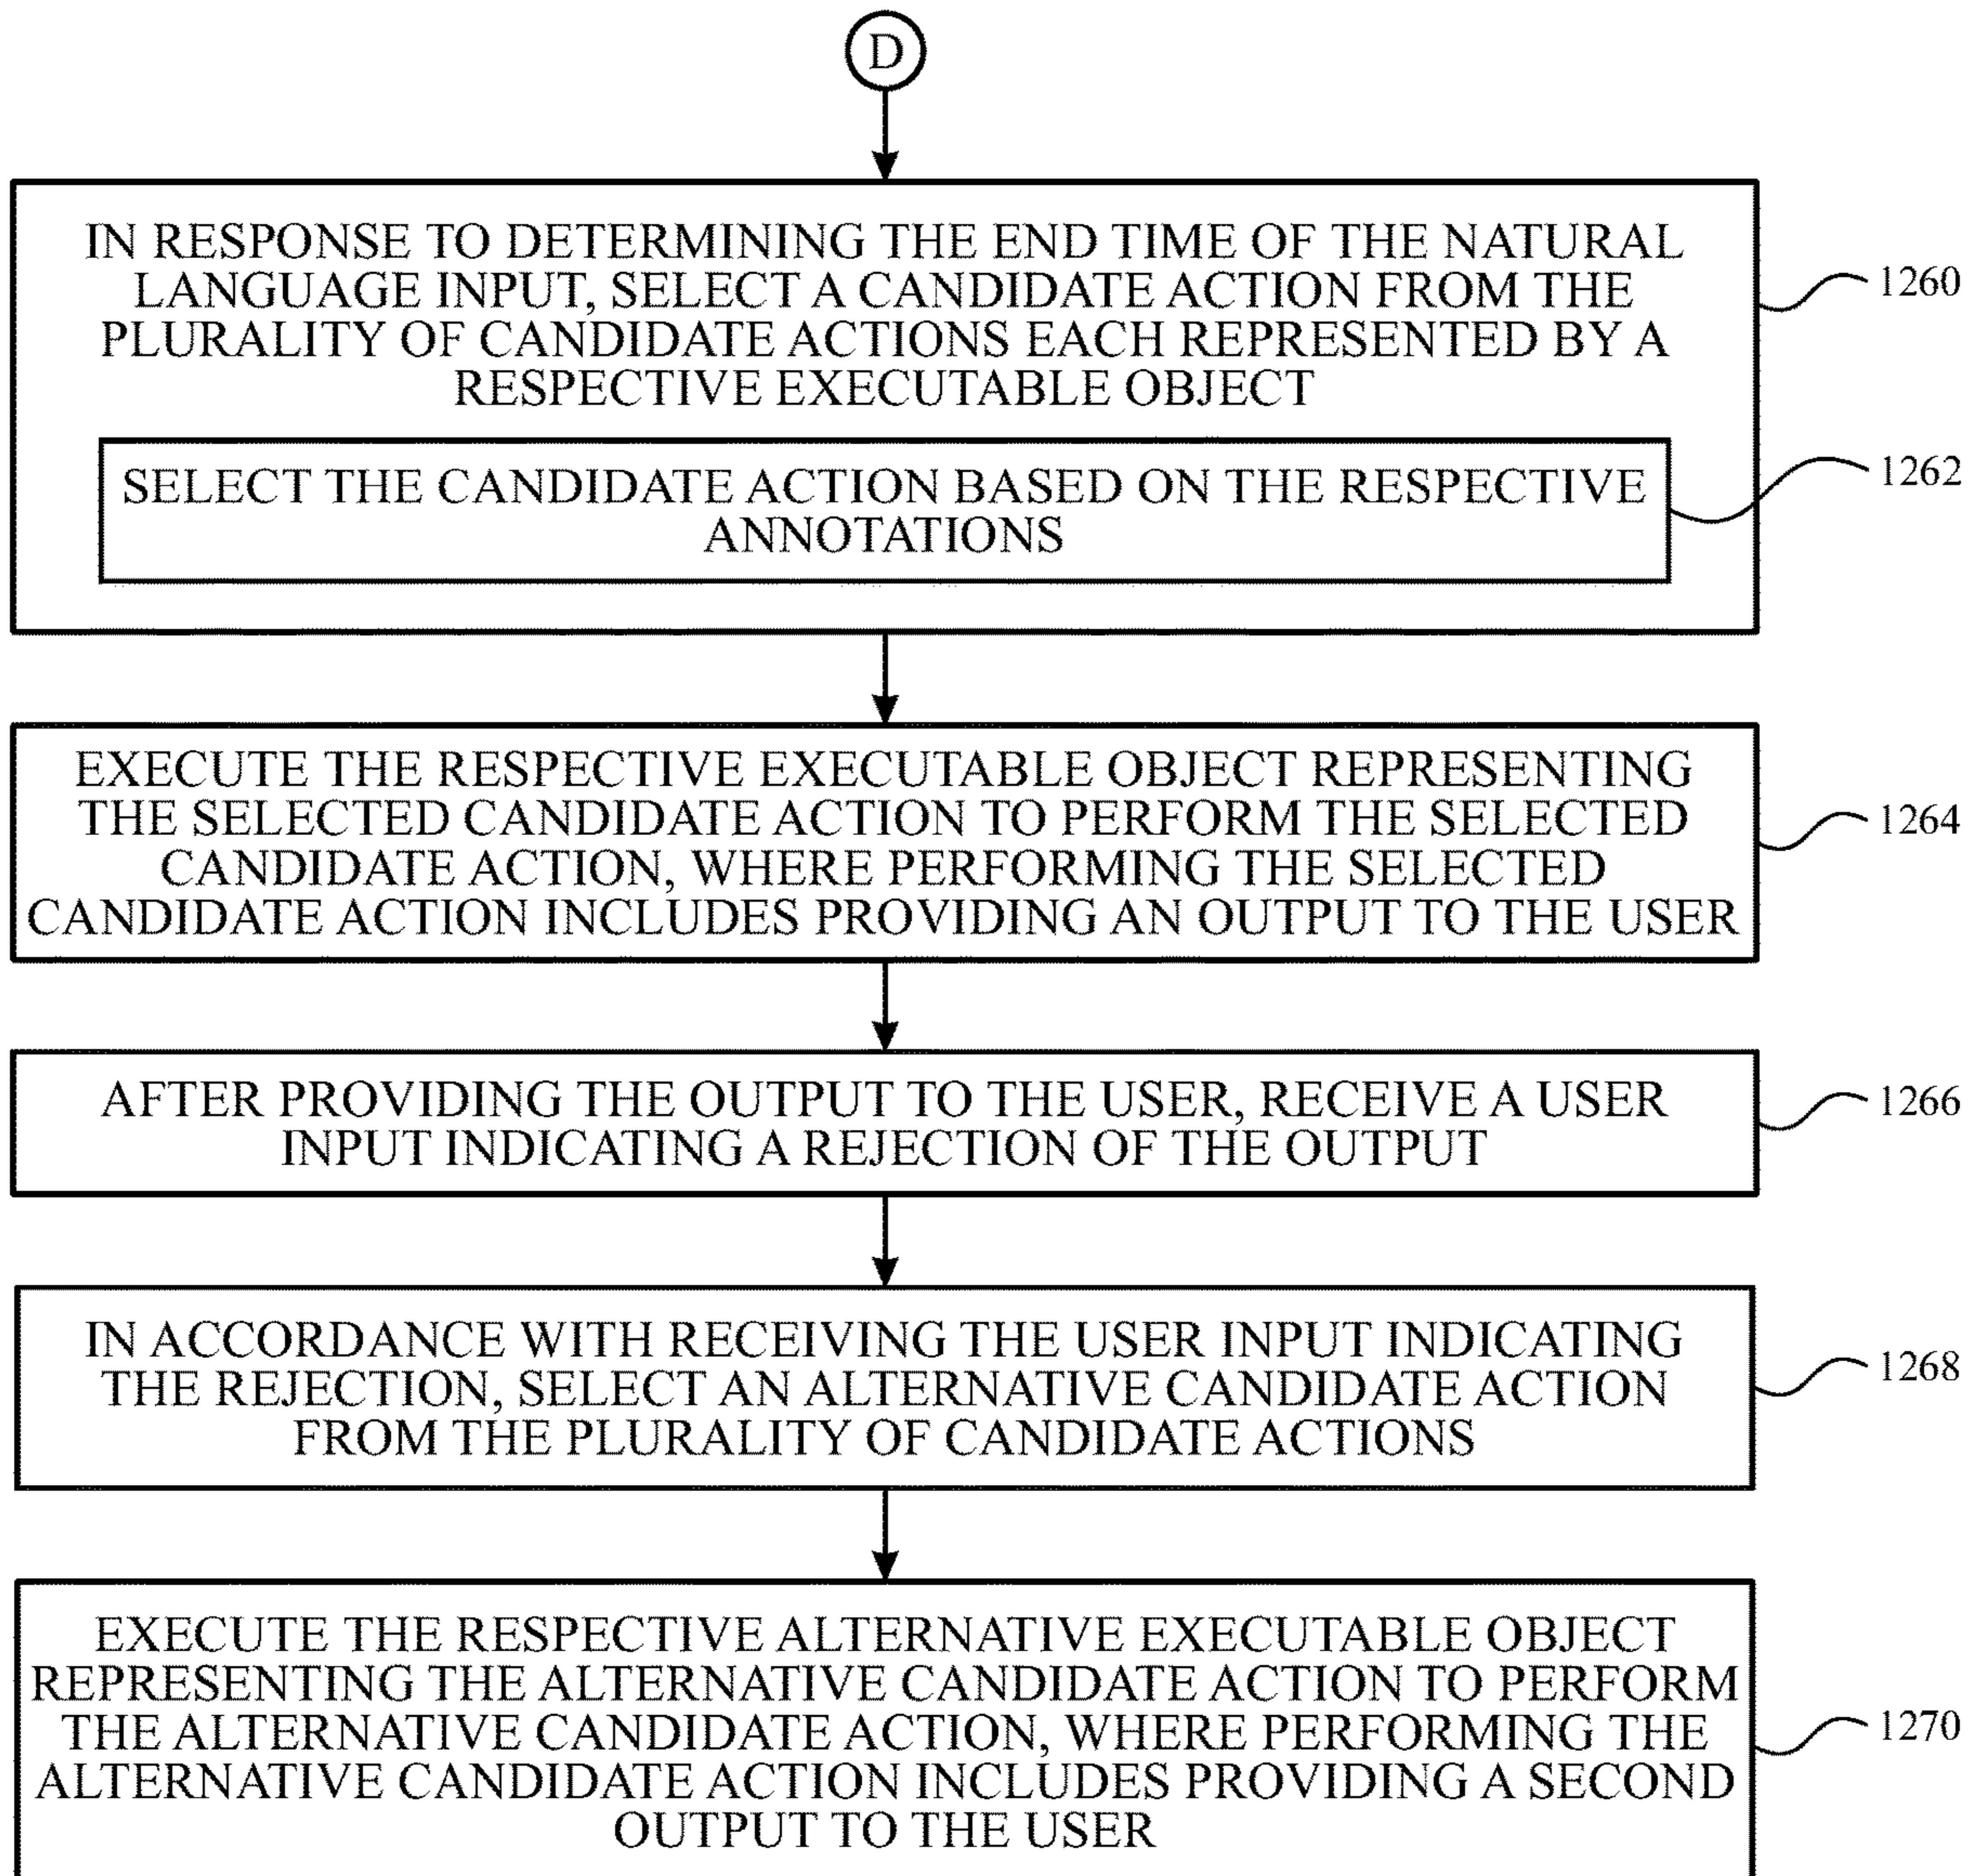 D
IN RESPONSE TO DETERMINING THE END TIME OF THE NATURAL
LANGUAGE INPUT, SELECT A CANDIDATE ACTION FROM THE
PLURALITY OF CANDIDATE ACTIONS EACH REPRESENTED BY A
RESPECTIVE EXECUTABLE OBJECT
1260
SELECT THE CANDIDATE ACTION BASED ON THE RESPECTIVE
ANNOTATIONS
1262
EXECUTE THE RESPECTIVE EXECUTABLE OBJECT REPRESENTING
THE SELECTED CANDIDATE ACTION TO PERFORM THE SELECTED
CANDIDATE ACTION, WHERE PERFORMING THE SELECTED
CANDIDATE ACTION INCLUDES PROVIDING AN OUTPUT TO THE USER
1264
AFTER PROVIDING THE OUTPUT TO THE USER, RECEIVE A USER
INPUT INDICATING A REJECTION OF THE OUTPUT
1266
IN ACCORDANCE WITH RECEIVING THE USER INPUT INDICATING
THE REJECTION, SELECT AN ALTERNATIVE CANDIDATE ACTION
FROM THE PLURALITY OF CANDIDATE ACTIONS
1268
EXECUTE THE RESPECTIVE ALTERNATIVE EXECUTABLE OBJECT
REPRESENTING THE ALTERNATIVE CANDIDATE ACTION TO PERFORM
THE ALTERNATIVE CANDIDATE ACTION, WHERE PERFORMING THE
ALTERNATIVE CANDIDATE ACTION INCLUDES PROVIDING A SECOND
OUTPUT TO THE USER
1270